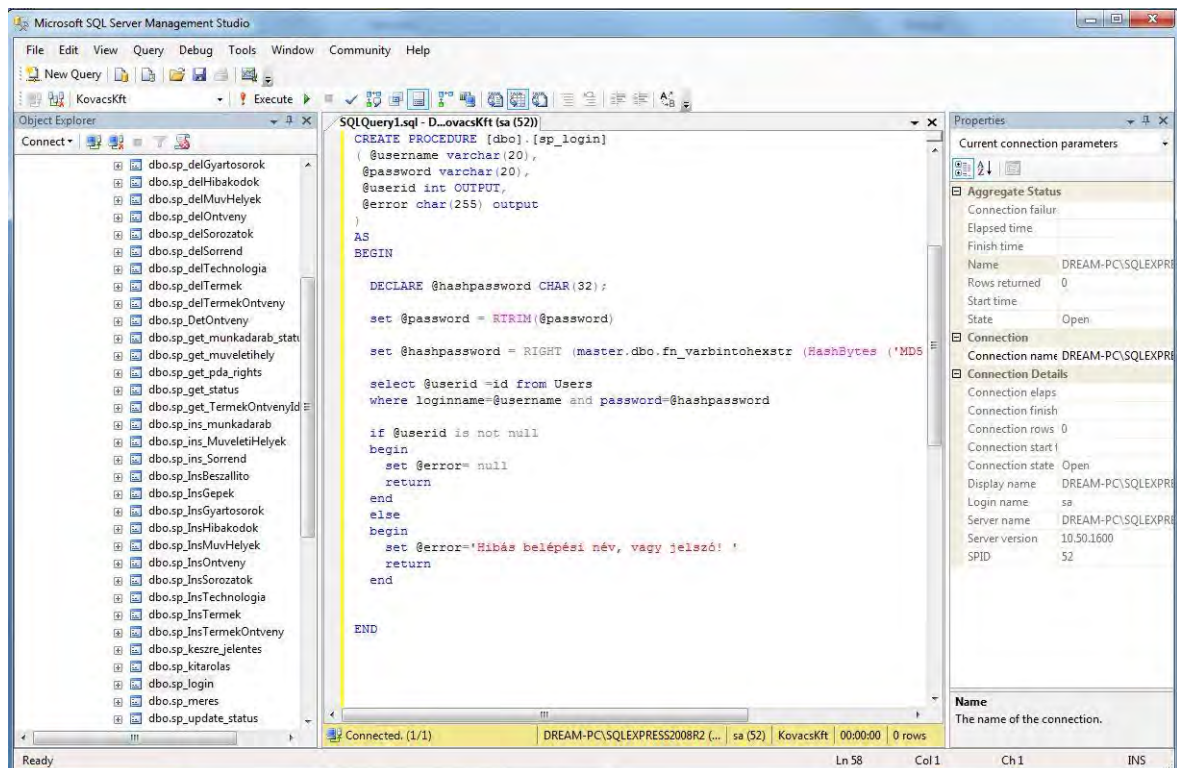 Microsoft SQL Server Management Studio
File Edit View Query Debug Tools Window Community Help
New Query
KovacsKft Execute
Object Explorer
Connect
dbo.sp_delGyartosorok
dbo.sp_delHibakodok
dbo.sp_delMuvHelyek
dbo.sp_delOntveny
dbo.sp_delSorozatok
dbo.sp_delSorrend
dbo.sp_delTechnologia
dbo.sp_delTermek
dbo.sp_delTermekOntveny
dbo.sp_DetOntveny
dbo.sp_get_munkadarab_statu
dbo.sp_get_muveletihely
dbo.sp_get_pda_rights
dbo.sp_get_status
dbo.sp_get_TermekOntvenyId
dbo.sp_ins_munkadarab
dbo.sp_ins_MuveletiHelyek
dbo.sp_ins_Sorrend
dbo.sp_InsBeszallito
dbo.sp_InsGepek
dbo.sp_InsGyartosorok
dbo.sp_InsHibakodok
dbo.sp_InsMuvHelyek
dbo.sp_InsOntveny
dbo.sp_InsSorozatok
dbo.sp_InsTechnologia
dbo.sp_InsTermek
dbo.sp_InsTermekOntveny
dbo.sp_keszre_jelentes
dbo.sp_kitarolas
dbo.sp_login
dbo.sp_meres
dbo.sp_update_status
SQLQuery1.sql - D...ovacsKft (sa (52))
CREATE PROCEDURE [dbo].[sp_login]
( @username varchar(20),
@password varchar(20),
@userid int OUTPUT,
@error char(255) output
)
AS
BEGIN
DECLARE @hashpassword CHAR(32);
set @password = RTRIM(@password)
set @hashpassword = RIGHT (master.dbo.fn_varbintohexstr (HashBytes ('MD5
select @userid =id from Users
where loginname=@username and password=@hashpassword
if @userid is not null
begin
set @error= null
return
end
else
begin
set @error='Hibás belépési név, vagy jelszó! '
return
end
END
Connected. (1/1) DREAM-PC\SQLEXPRESS2008R2 (... sa (52) KovacsKft 00:00:00 0 rows
Properties
Current connection parameters
Aggregate Status
Connection failur
Elapsed time
Finish time
Name DREAM-PC\SQLEXPRE
Rows returned 0
Start time
State Open
Connection
Connection name DREAM-PC\SQLEXPRE
Connection Details
Connection elaps
Connection finish
Connection rows 0
Connection start t
Connection state Open
Display name DREAM-PC\SQLEXPRE
Login name sa
Server name DREAM-PC\SQLEXPRE
Server version 10.50.1600
SPID 52
Name
The name of the connection.
Ready Ln 58 Col 1 Ch 1 INS